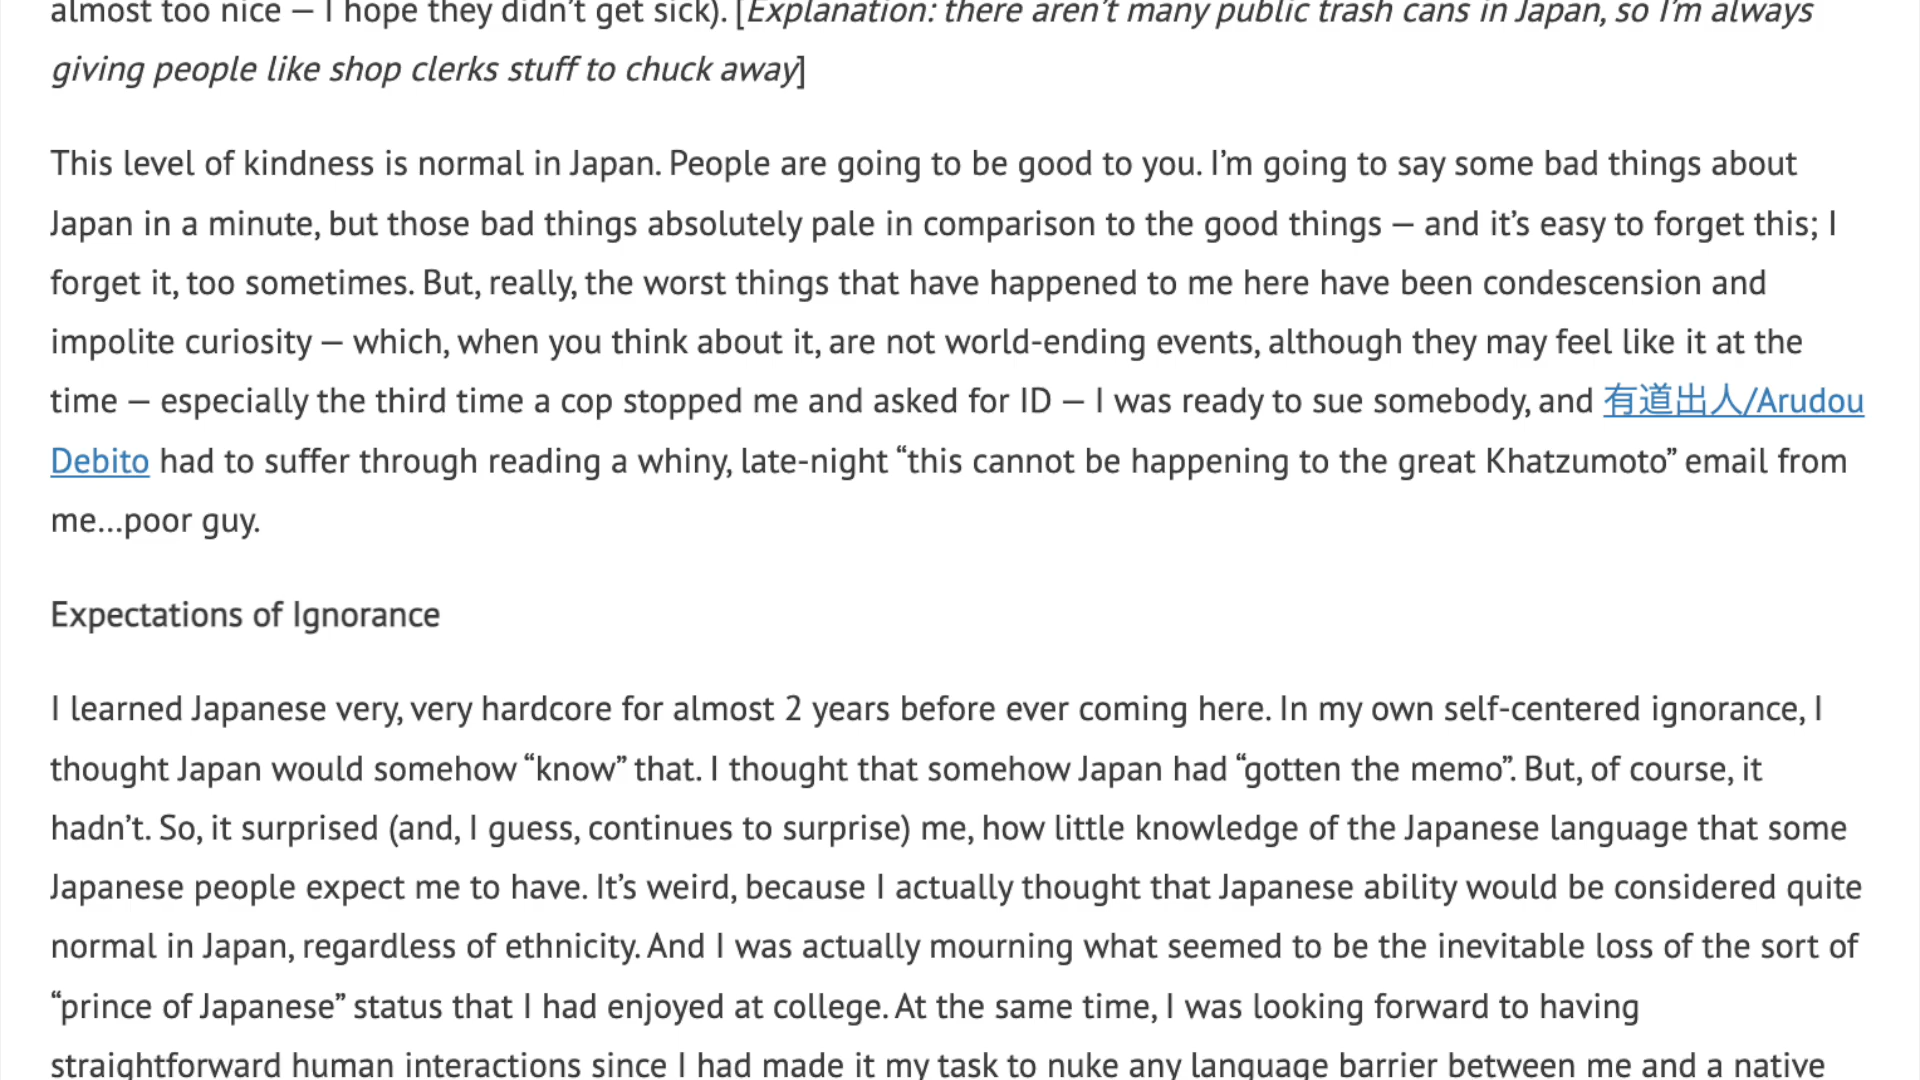 almost too nice — I hope they didn’t get sick). [Explanation: there aren’t many public trash cans in Japan, so I’m always
giving people like shop clerks stuff to chuck away]
This level of kindness is normal in Japan. People are going to be good to you. I’m going to say some bad things about
Japan in a minute, but those bad things absolutely pale in comparison to the good things — and it’s easy to forget this; I
forget it, too sometimes. But, really, the worst things that have happened to me here have been condescension and
impolite curiosity — which, when you think about it, are not world-ending events, although they may feel like it at the
time — especially the third time a cop stopped me and asked for ID — I was ready to sue somebody, and 有道出人/Arudou
Debito had to suffer through reading a whiny, late-night “this cannot be happening to the great Khatzumoto” email from
me…poor guy.
Expectations of Ignorance
I learned Japanese very, very hardcore for almost 2 years before ever coming here. In my own self-centered ignorance, I
thought Japan would somehow “know” that. I thought that somehow Japan had “gotten the memo”. But, of course, it
hadn’t. So, it surprised (and, I guess, continues to surprise) me, how little knowledge of the Japanese language that some
Japanese people expect me to have. It’s weird, because I actually thought that Japanese ability would be considered quite
normal in Japan, regardless of ethnicity. And I was actually mourning what seemed to be the inevitable loss of the sort of
“prince of Japanese” status that I had enjoyed at college. At the same time, I was looking forward to having
straightforward human interactions since I had made it my task to nuke any language barrier between me and a native